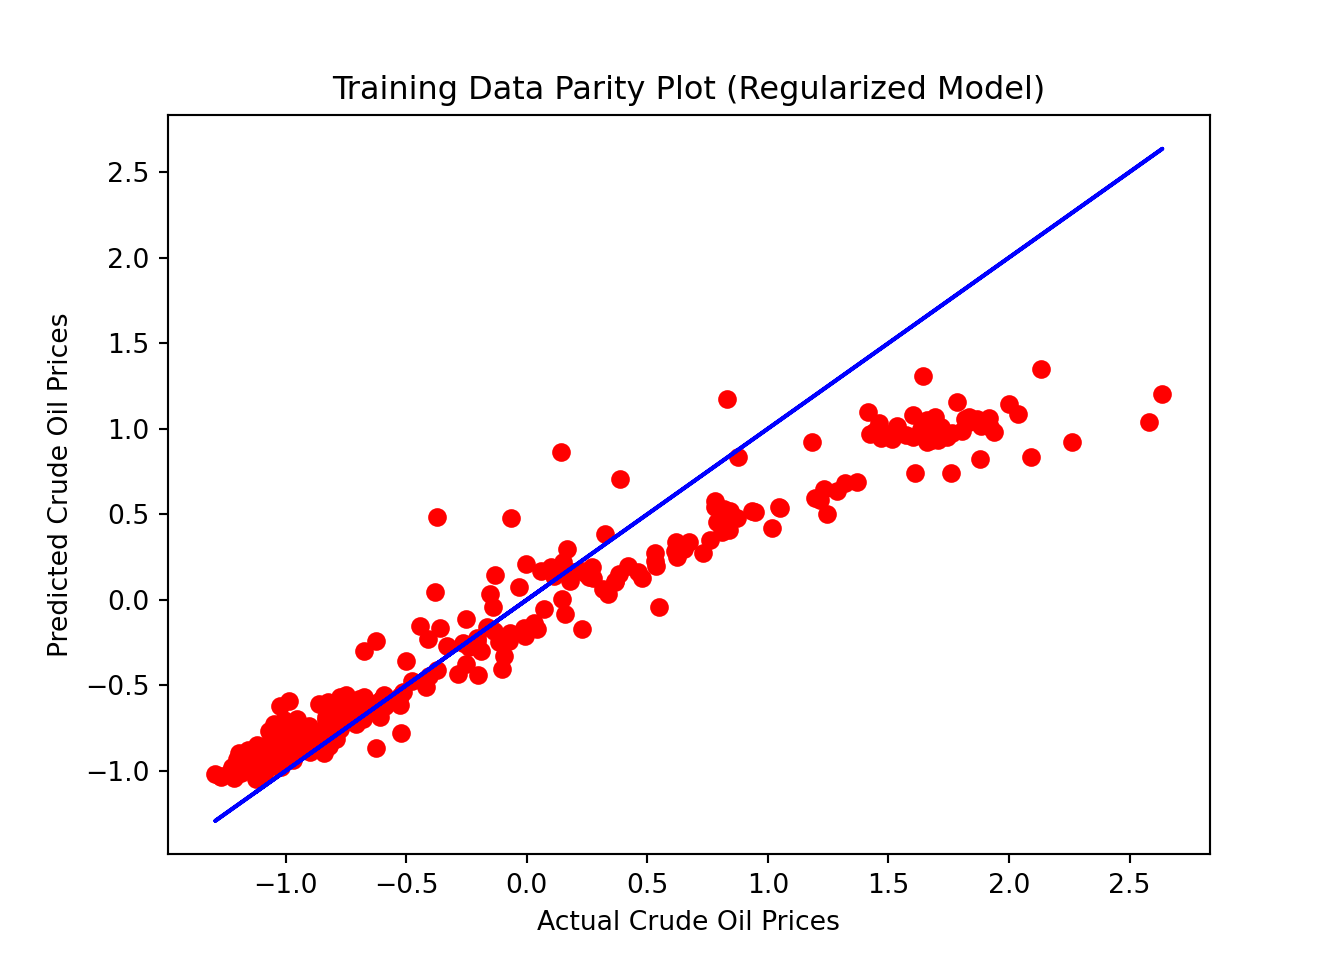 Training Data Parity Plot (Regularized Model)
2.5
2.0
1.5
1.0
0.5
0.0
−0.5
−1.0
Predicted Crude Oil Prices
−1.0 −0.5 0.0 0.5 1.0 1.5 2.0 2.5
Actual Crude Oil Prices